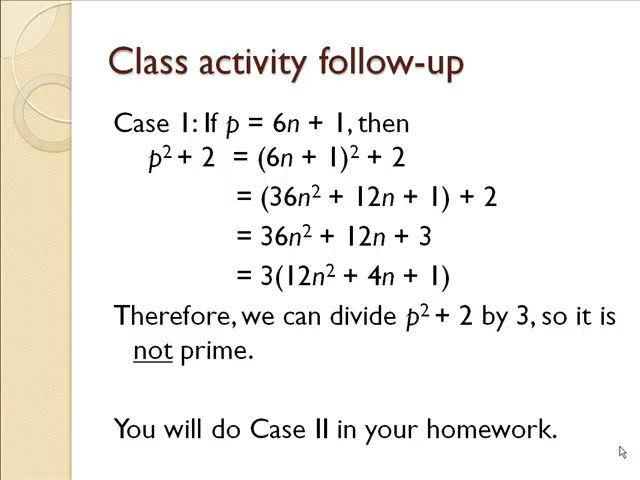 Class activity follow-up
Case 1: If p = 6n + 1, then
p² + 2 = (6n + 1)² + 2
= (36n² + 12n + 1) + 2
= 36n² + 12n + 3
= 3(12n² + 4n + 1)
Therefore, we can divide p² + 2 by 3, so it is
not prime.
You will do Case II in your homework.